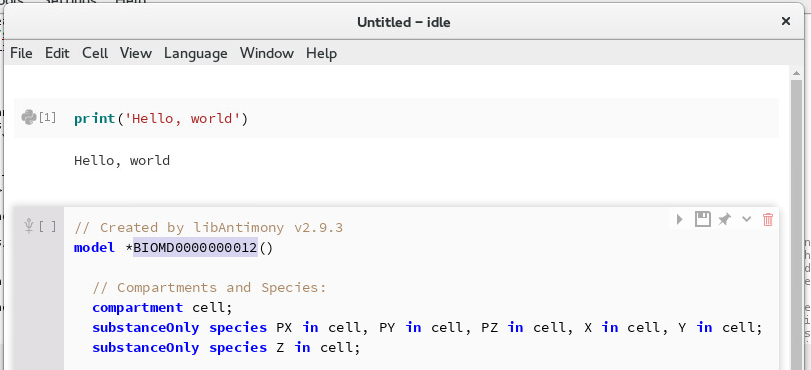 Untitled – idle
File Edit Cell View Language Window Help
[1] print('Hello, world')
Hello, world
[ ] // Created by libAntimony v2.9.3
model *BIOMD0000000012()
// Compartments and Species:
compartment cell;
substanceOnly species PX in cell, PY in cell, PZ in cell, X in cell, Y in cell;
substanceOnly species Z in cell;